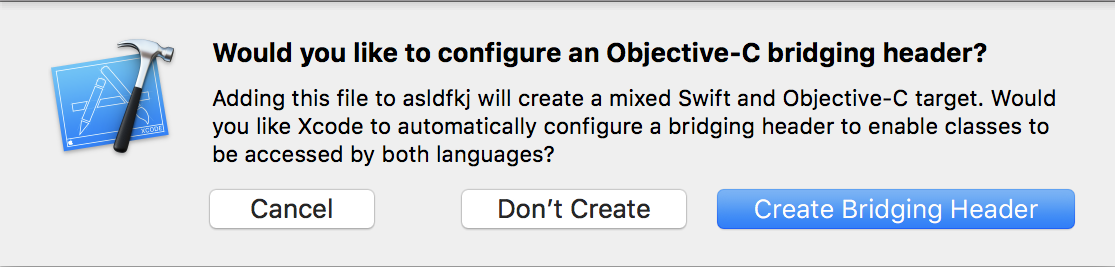 Would you like to configure an Objective-C bridging header?
Adding this file to asldfkj will create a mixed Swift and Objective-C target. Would
you like Xcode to automatically configure a bridging header to enable classes to
be accessed by both languages?
Cancel
Don’t Create
Create Bridging Header
XCODE